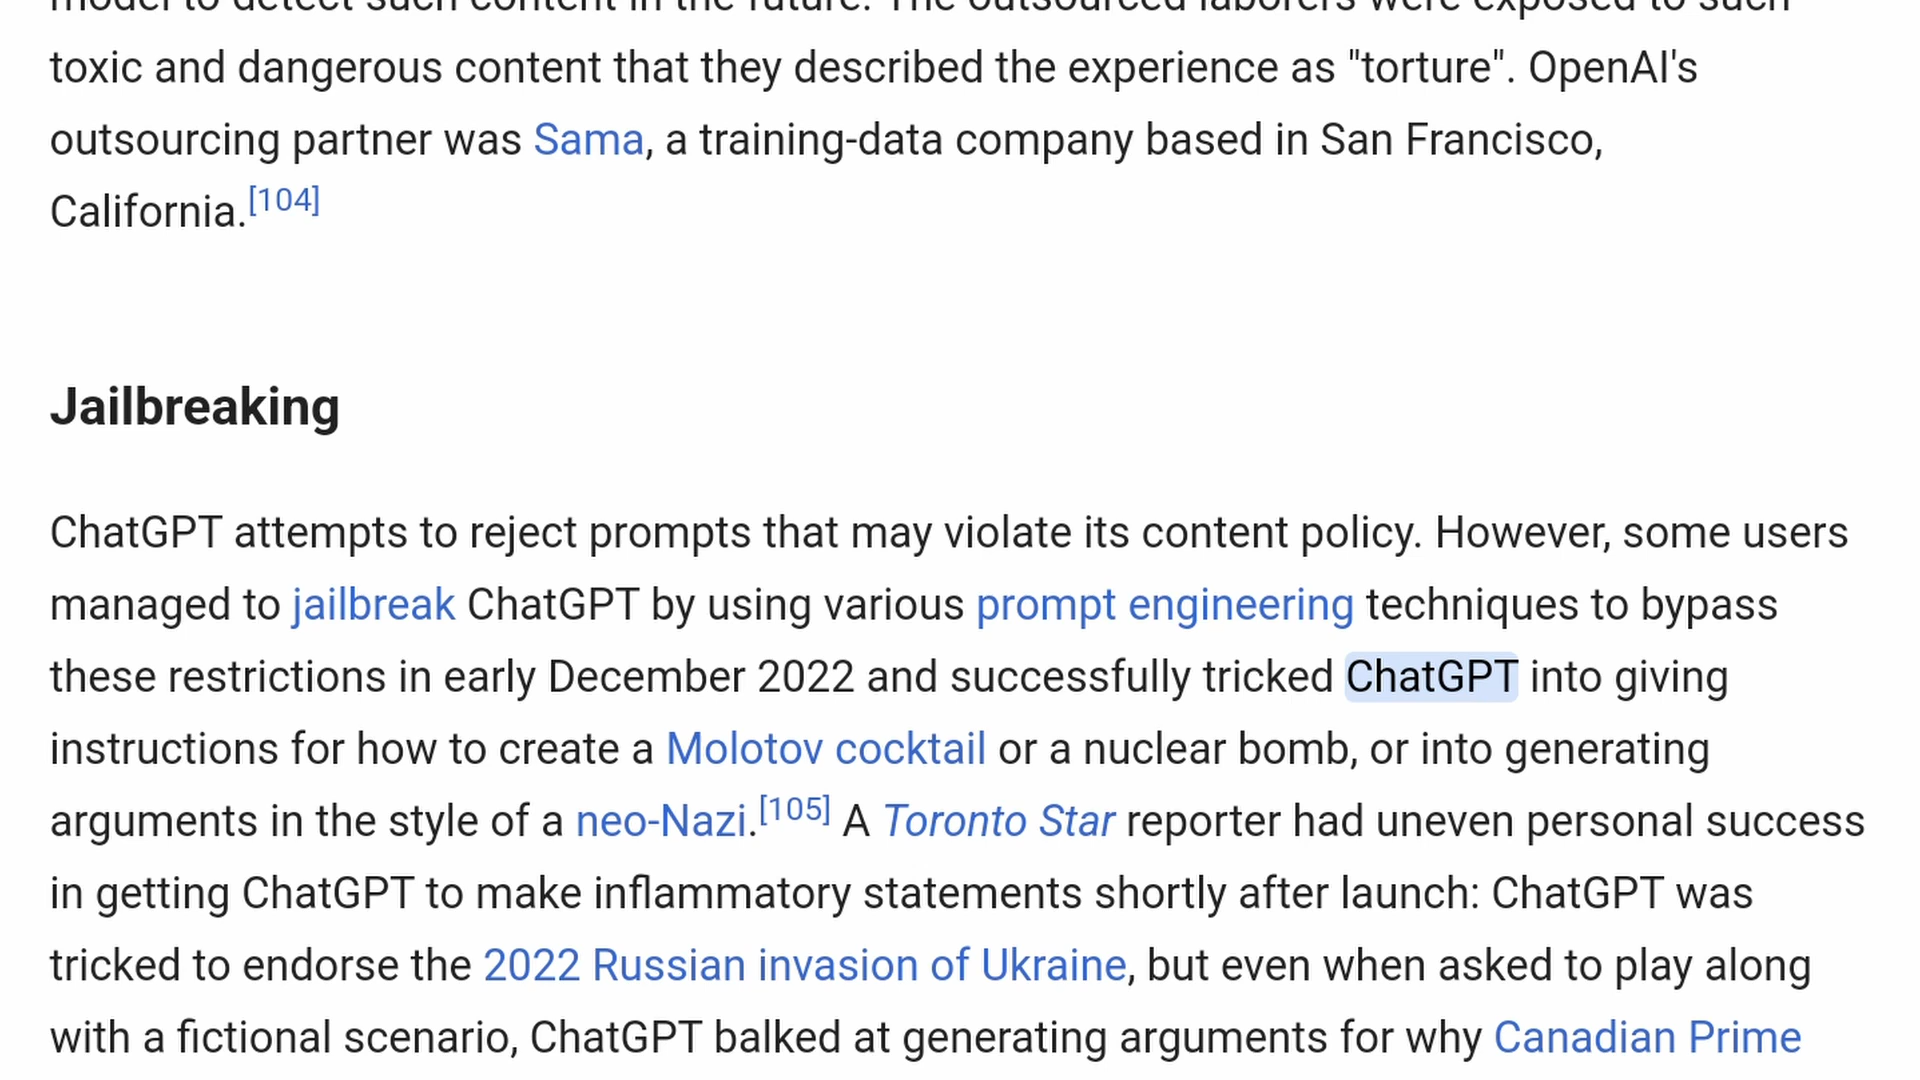 model to detect such content in the future. The outsourced laborers were exposed to such
toxic and dangerous content that they described the experience as "torture". OpenAI's
outsourcing partner was Sama, a training-data company based in San Francisco,
California.[104]
Jailbreaking
ChatGPT attempts to reject prompts that may violate its content policy. However, some users
managed to jailbreak ChatGPT by using various prompt engineering techniques to bypass
these restrictions in early December 2022 and successfully tricked ChatGPT into giving
instructions for how to create a Molotov cocktail or a nuclear bomb, or into generating
arguments in the style of a neo-Nazi.[105] A Toronto Star reporter had uneven personal success
in getting ChatGPT to make inflammatory statements shortly after launch: ChatGPT was
tricked to endorse the 2022 Russian invasion of Ukraine, but even when asked to play along
with a fictional scenario, ChatGPT balked at generating arguments for why Canadian Prime